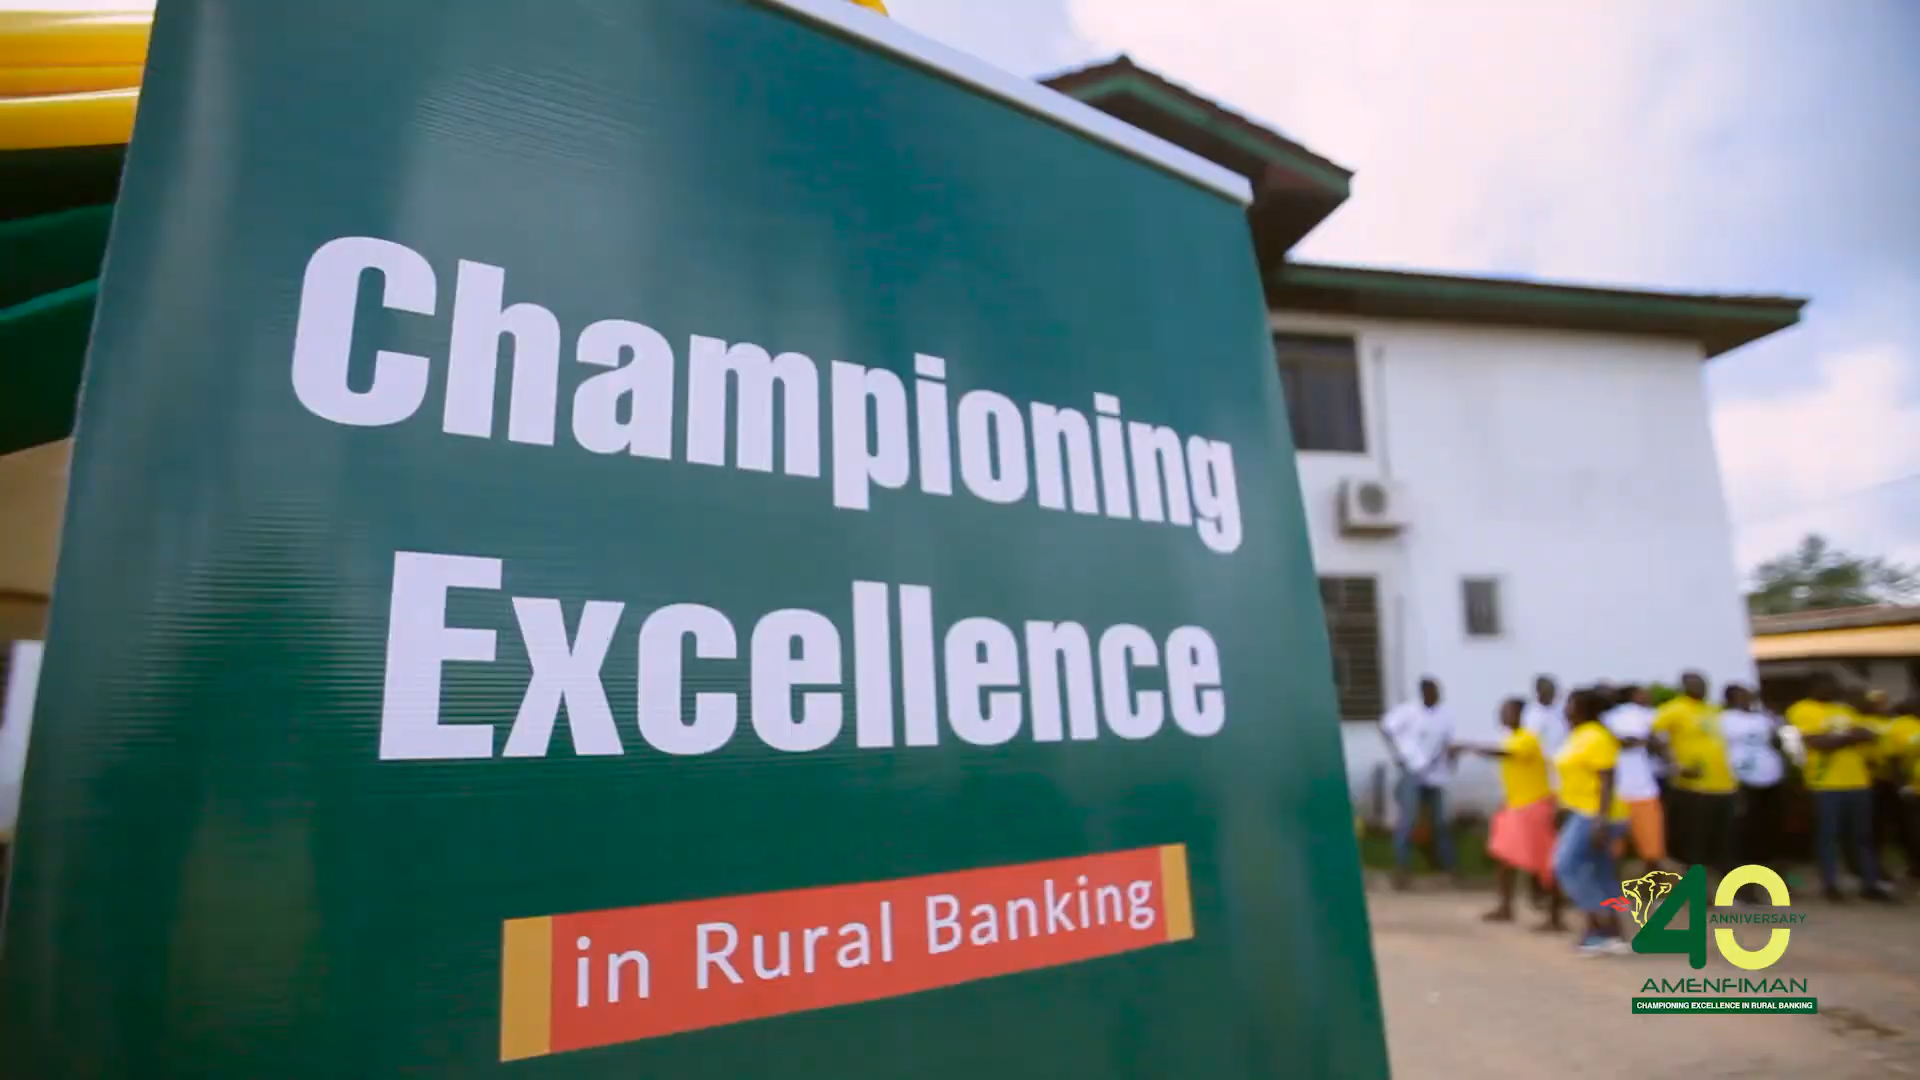 Championing
Excellence
in Rural Banking
40
ANNIVERSARY
AMENFIMAN
CHAMPIONING EXCELLENCE IN RURAL BANKING